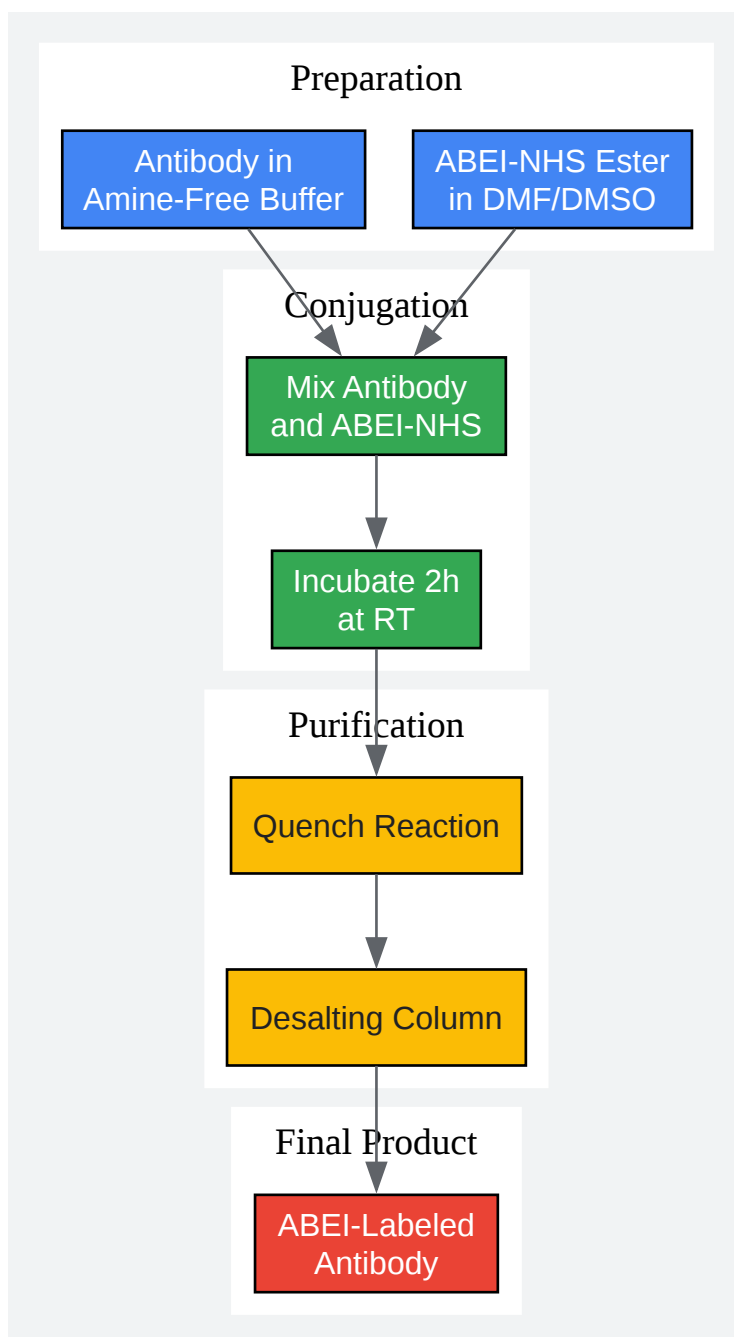 Preparation
Antibody in
Amine-Free Buffer
ABEI-NHS Ester
in DMF/DMSO
Conjugation
Mix Antibody
and ABEI-NHS
Incubate 2h
at RT
Purification
Quench Reaction
Desalting Column
Final Product
ABEI-Labeled
Antibody